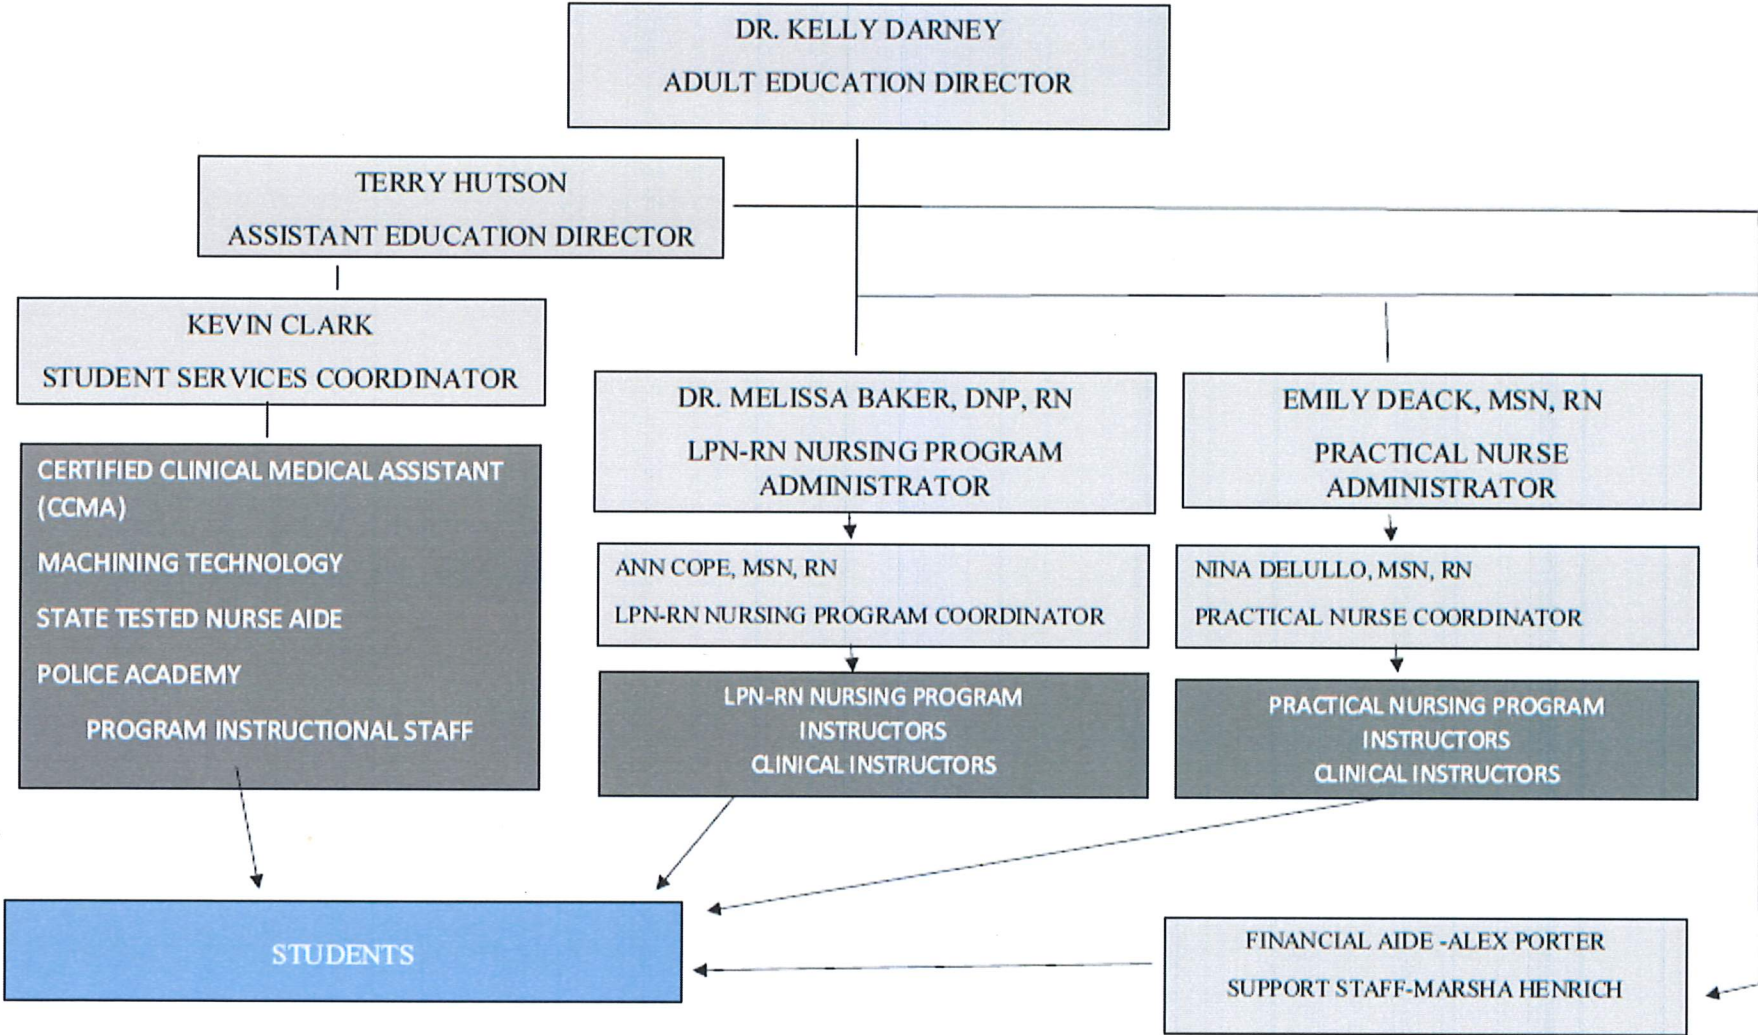 DR. KELLY DARNEY
ADULT EDUCATION DIRECTOR
TERRY HUTSON
ASSISTANT EDUCATION DIRECTOR
KEVIN CLARK
STUDENT SERVICES COORDINATOR
CERTIFIED CLINICAL MEDICAL ASSISTANT
(CCMA)
MACHINING TECHNOLOGY
STATE TESTED NURSE AIDE
POLICE ACADEMY
PROGRAM INSTRUCTIONAL STAFF
DR. MELISSA BAKER, DNP, RN
LPN-RN NURSING PROGRAM
ADMINISTRATOR
ANN COPE, MSN, RN
LPN-RN NURSING PROGRAM COORDINATOR
LPN-RN NURSING PROGRAM
INSTRUCTORS
CLINICAL INSTRUCTORS
EMILY DEACK, MSN, RN
PRACTICAL NURSE
ADMINISTRATOR
NINA DELULLO, MSN, RN
PRACTICAL NURSE COORDINATOR
PRACTICAL NURSING PROGRAM
INSTRUCTORS
CLINICAL INSTRUCTORS
STUDENTS
FINANCIAL AIDE -ALEX PORTER
SUPPORT STAFF-MARSHA HENRICH